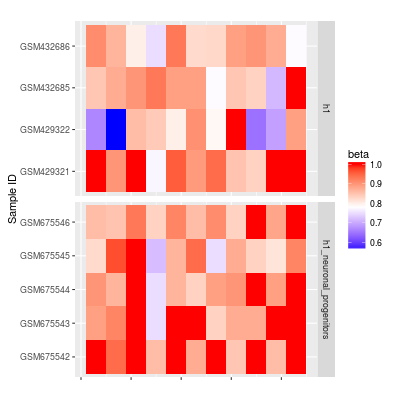 Sample ID
GSM432686
GSM432685
GSM429322
GSM429321
h1
GSM675546
GSM675545
GSM675544
GSM675543
GSM675542
h1_neuronal_progenitors
beta
1.0
0.9
0.8
0.7
0.6